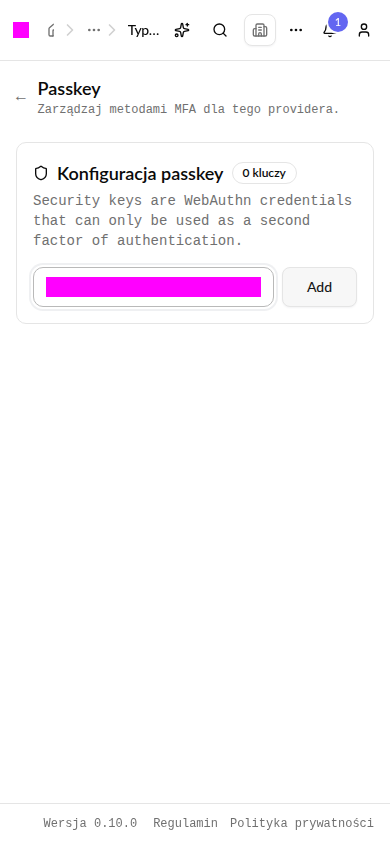 Typ...
1
← Passkey
Zarządzaj metodami MFA dla tego providera.
Konfiguracja passkey 0 kluczy
Security keys are WebAuthn credentials
that can only be used as a second
factor of authentication.
Add
Wersja 0.10.0 Regulamin Polityka prywatności